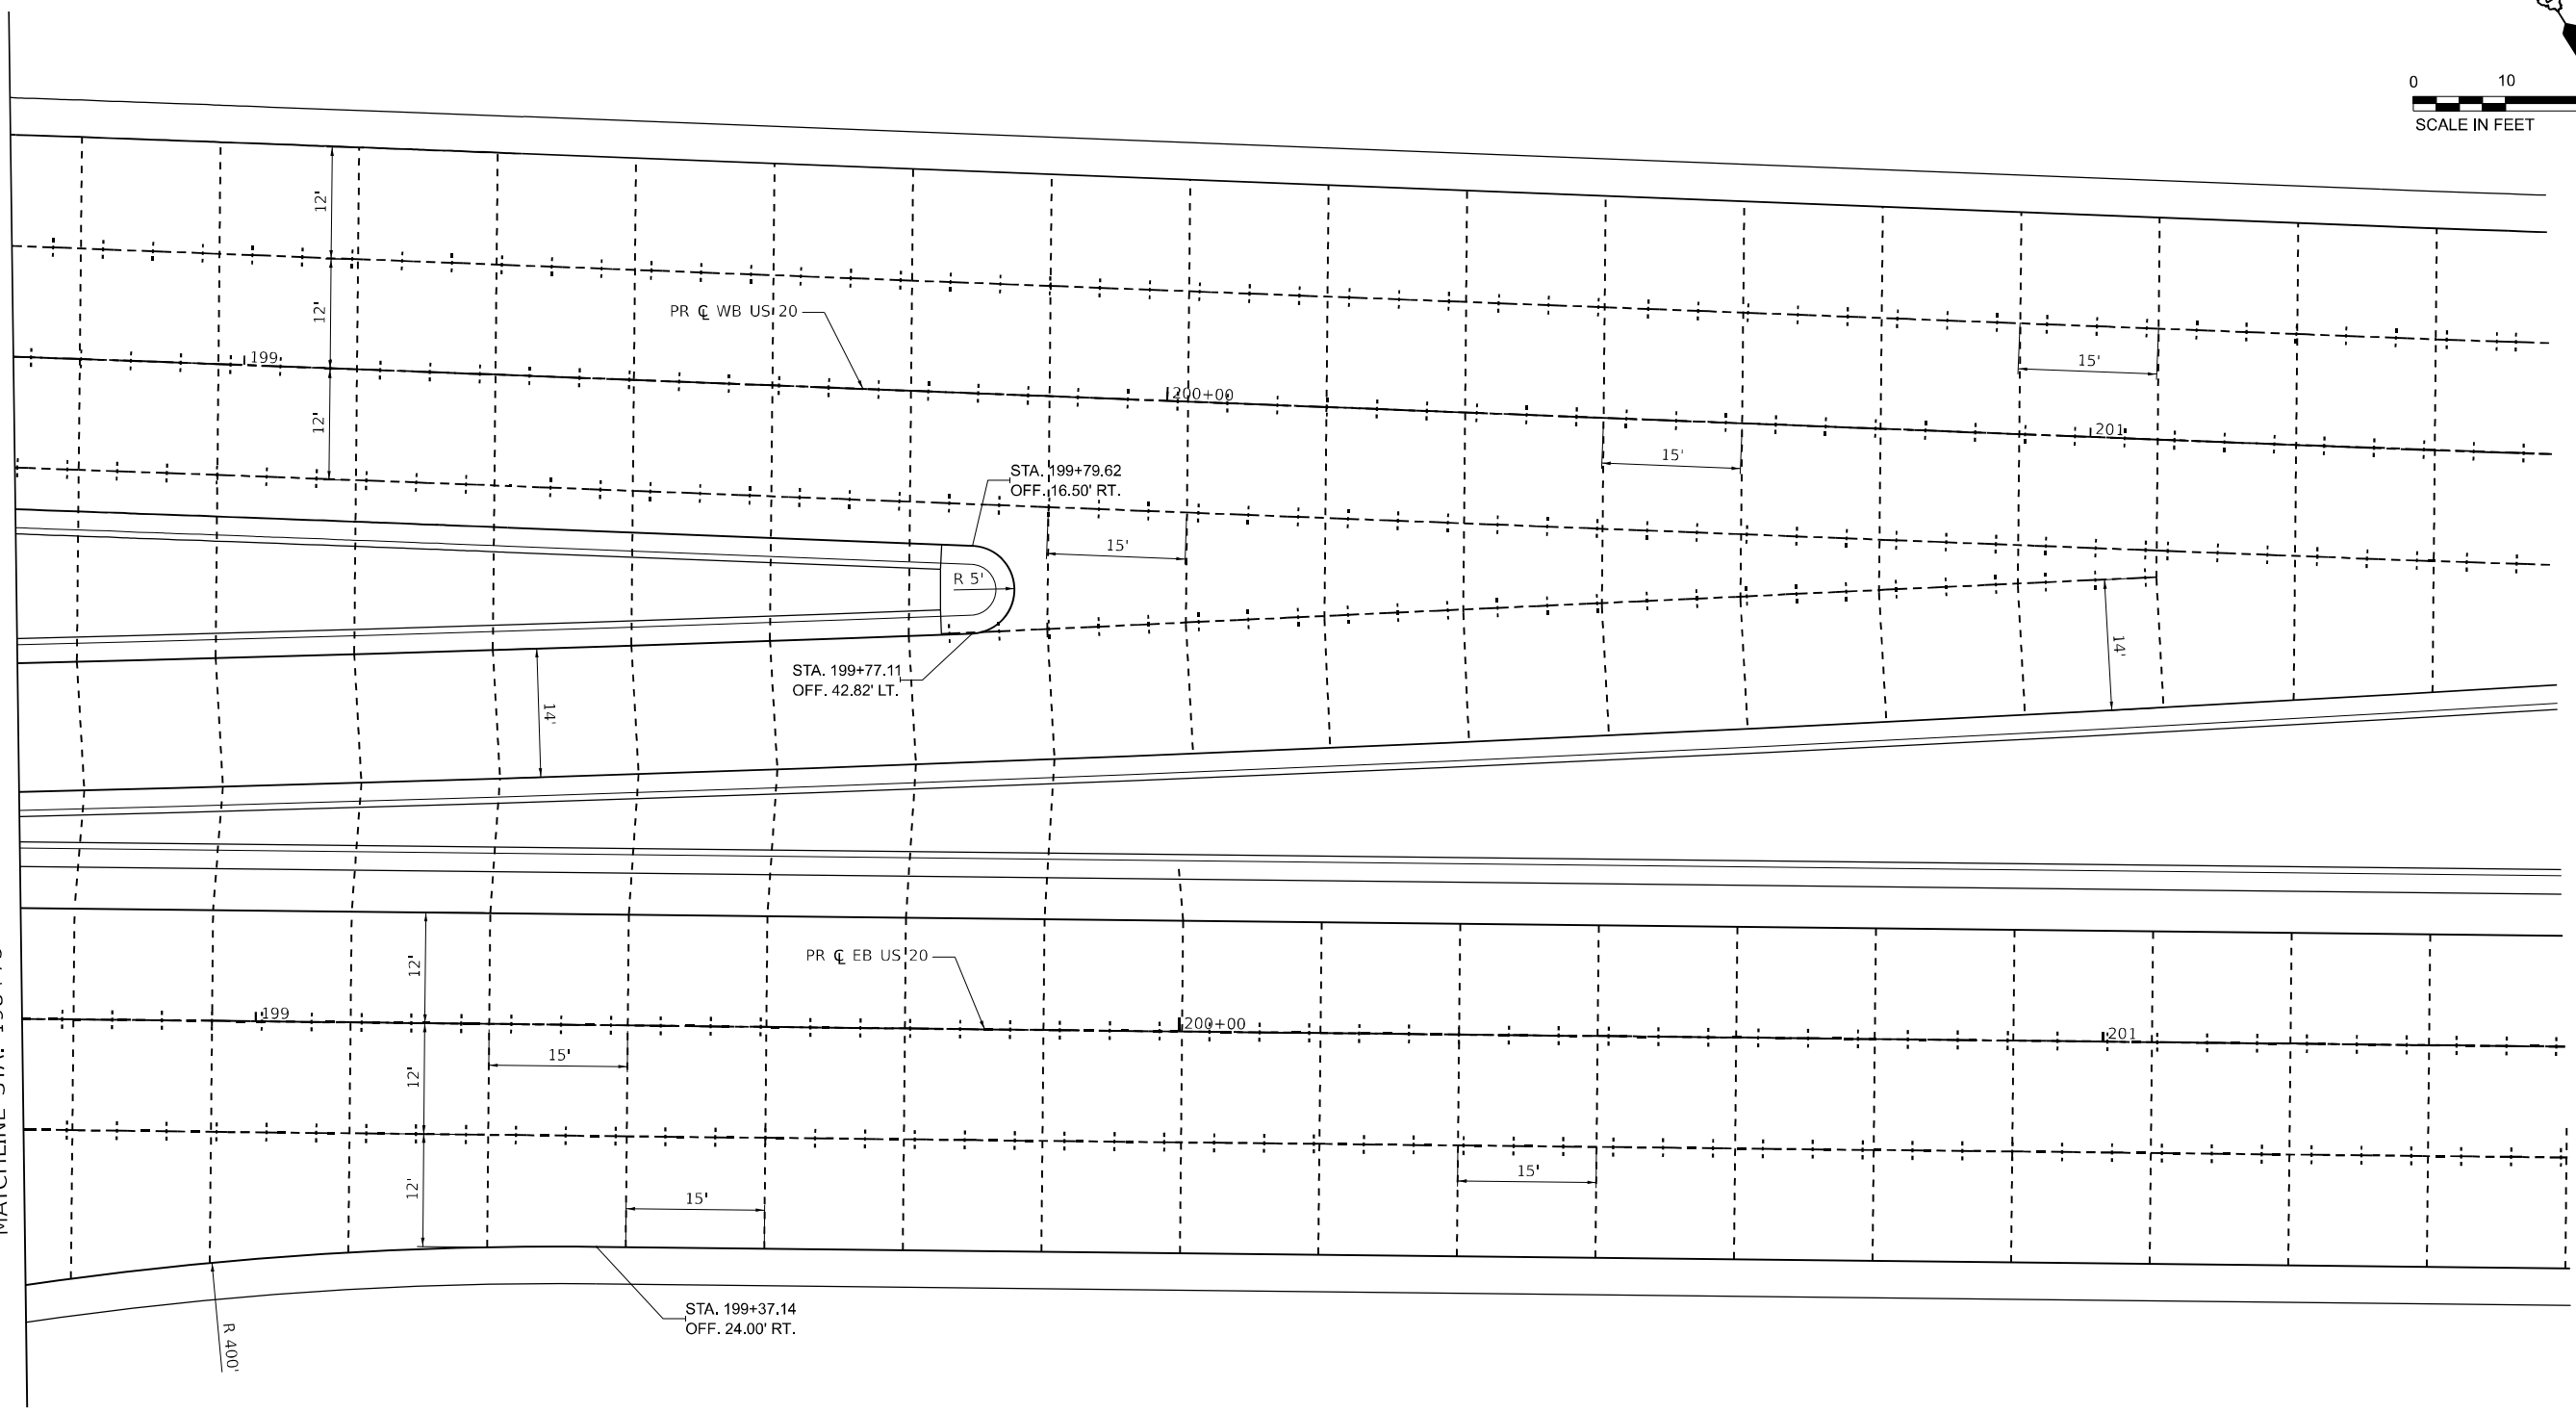 0 10
SCALE IN FEET
12'
12'
12'
PR ℄ WB US 20
199
200+00
201
15'
15'
15'
STA. 199+79.62
OFF. 16.50' RT.
R 5'
STA. 199+77.11
OFF. 42.82' LT.
14'
14'
12'
12'
12'
PR ℄ EB US 20
199
200+00
201
15'
15'
15'
STA. 199+37.14
OFF. 24.00' RT.
R 400'
MATCHLINE STA.